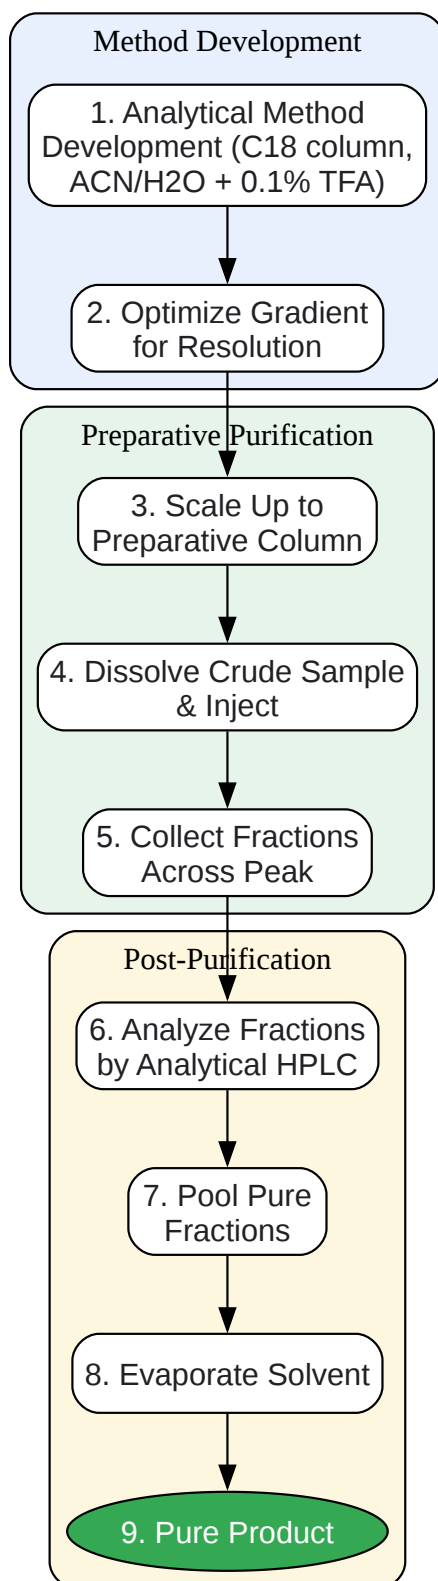 Method Development
1. Analytical Method
Development (C18 column,
ACN/H2O + 0.1% TFA)
2. Optimize Gradient
for Resolution
Preparative Purification
3. Scale Up to
Preparative Column
4. Dissolve Crude Sample
& Inject
5. Collect Fractions
Across Peak
Post-Purification
6. Analyze Fractions
by Analytical HPLC
7. Pool Pure
Fractions
8. Evaporate Solvent
9. Pure Product